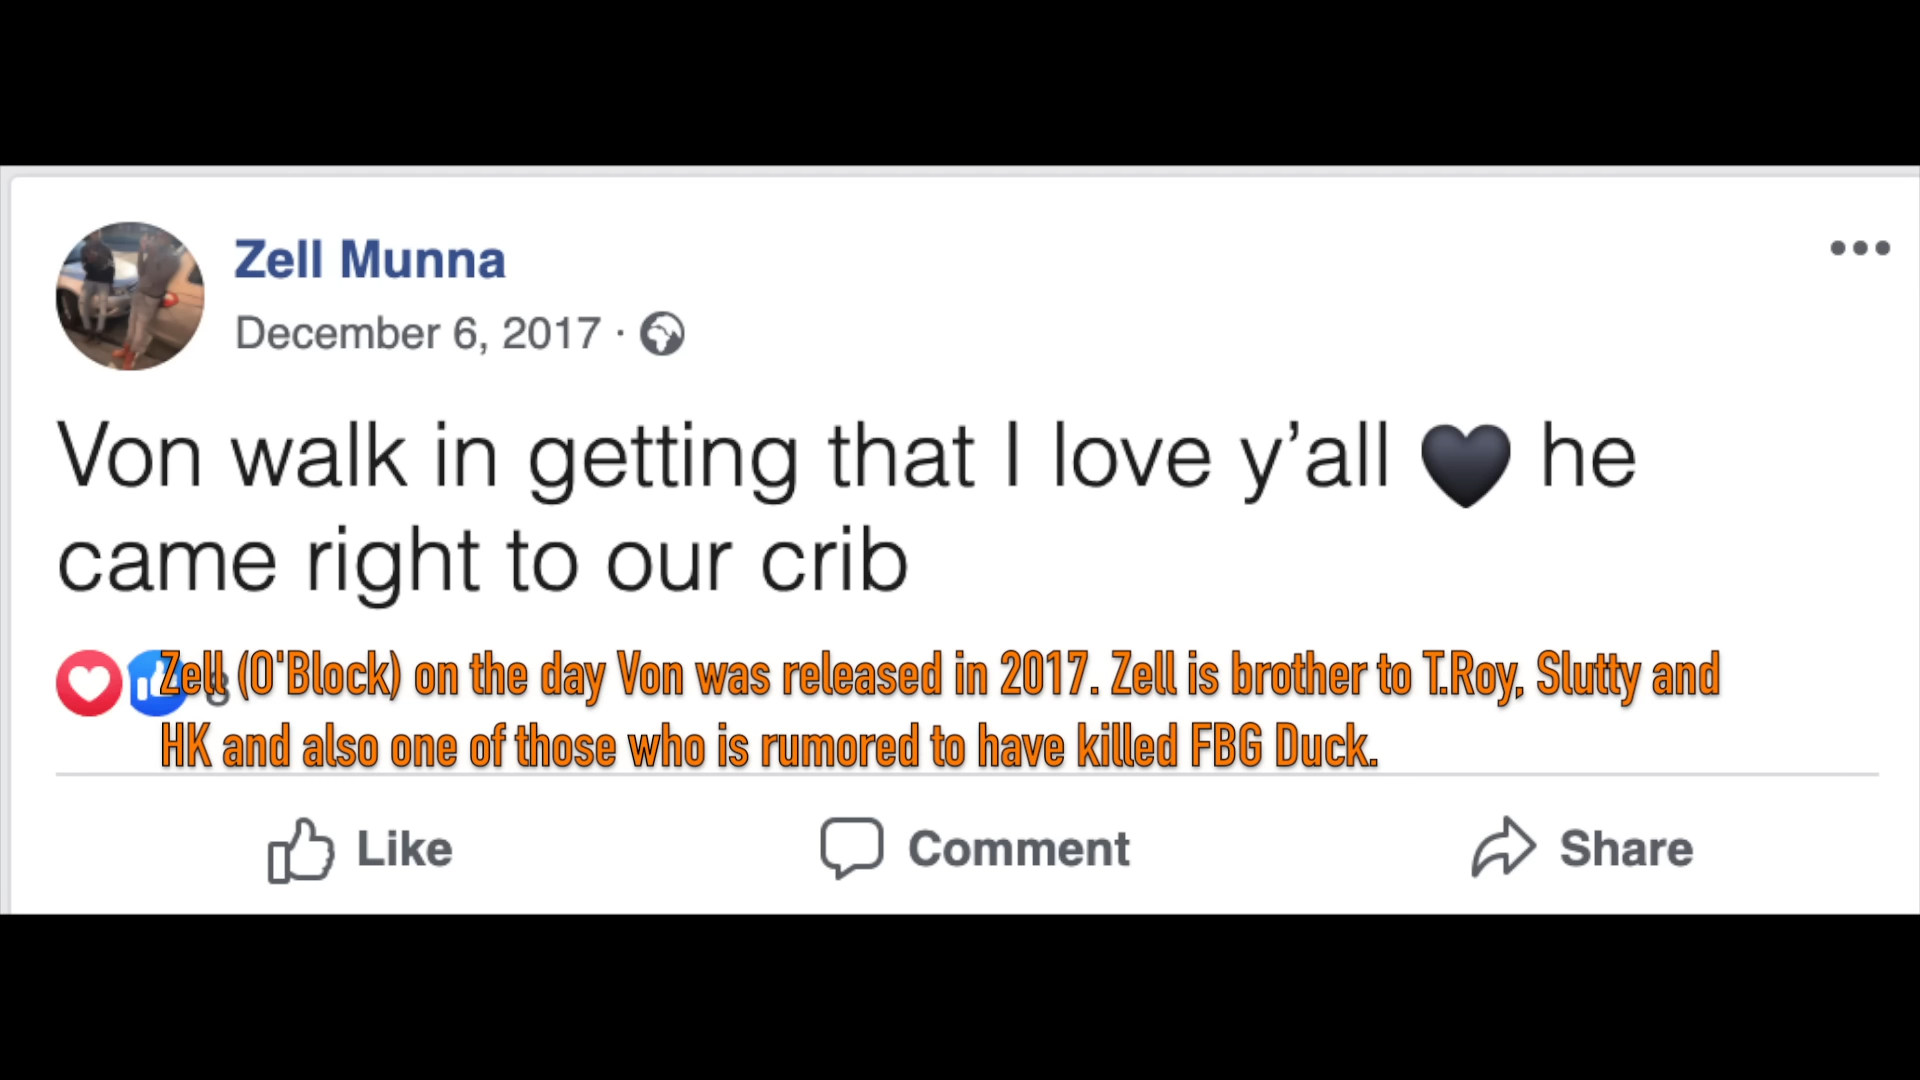 Zell Munna
December 6, 2017 ·
Von walk in getting that I love y’all 🖤 he
came right to our crib
8
Zell (O'Block) on the day Von was released in 2017. Zell is brother to T.Roy, Slutty and
HK and also one of those who is rumored to have killed FBG Duck.
Like
Comment
Share